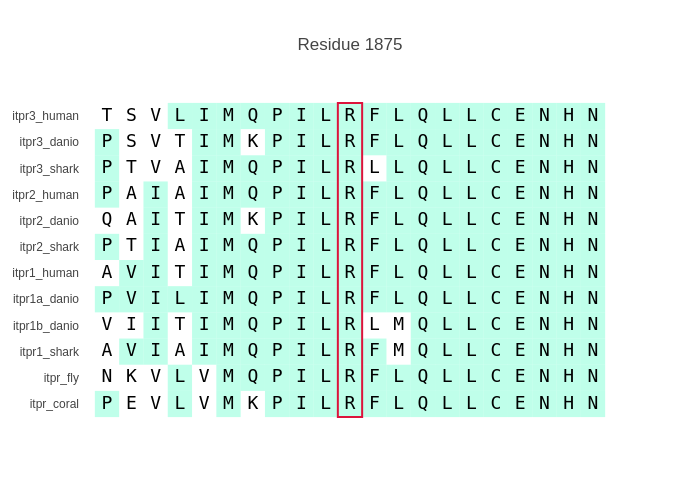 Residue 1875
itpr3_human T S V L I M Q P I L R F L Q L L C E N H N
itpr3_danio P S V T I M K P I L R F L Q L L C E N H N
itpr3_shark P T V A I M Q P I L R L L Q L L C E N H N
itpr2_human P A I A I M Q P I L R F L Q L L C E N H N
itpr2_danio Q A I T I M K P I L R F L Q L L C E N H N
itpr2_shark P T I A I M Q P I L R F L Q L L C E N H N
itpr1_human A V I T I M Q P I L R F L Q L L C E N H N
itpr1a_danio P V I L I M Q P I L R F L Q L L C E N H N
itpr1b_danio V I I T I M Q P I L R L M Q L L C E N H N
itpr1_shark A V I A I M Q P I L R F M Q L L C E N H N
itpr_fly N K V L V M Q P I L R F L Q L L C E N H N
itpr_coral P E V L V M K P I L R F L Q L L C E N H N